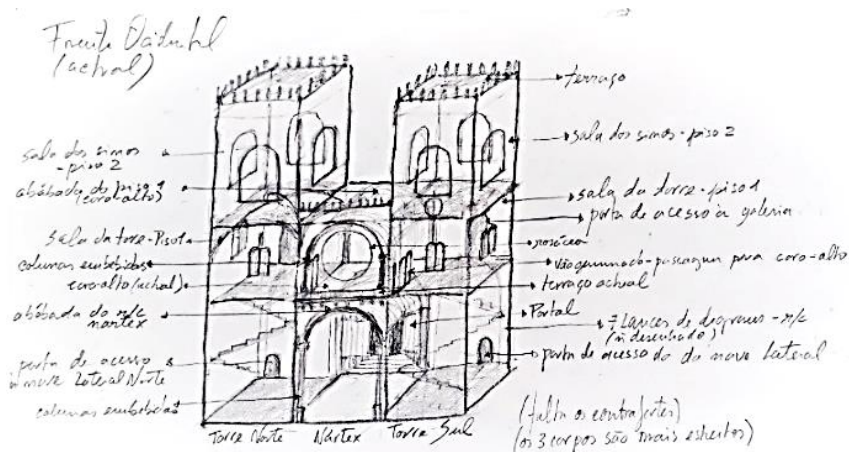 Frente Ocidental
(actual)
sala dos sinos
-piso 2
abóbada do piso 1
(coro alto)
sala da torre-Piso 1
colunas embebidas
coro alto (actual)
abóbada do r/c
nartex
porta de acesso
à nave Lateral Norte
colunas embebidas
terraço
sala dos sinos-piso 2
sala da torre-piso 1
porta de acesso à galeria
rosácea
vão geminado-passagem para coro-alto
terraço actual
Portal
7 Lances de degraus - r/c
(ñ desenhado)
porta de acesso do da nave Lateral
Torre Norte Nártex Torre Sul
(falta os contrafortes)
(os 3 corpos são mais estreitos)